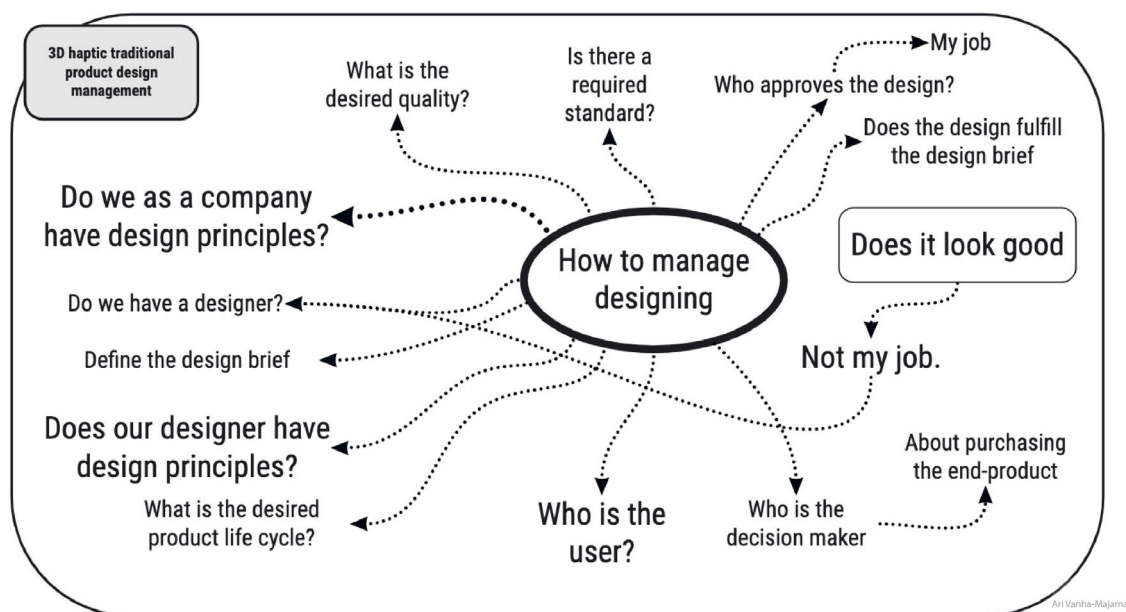 3D haptic traditional
product design
management
What is the
desired quality?
Is there a
required
standard?
My job
Who approves the design?
Does the design fulfill
the design brief
Do we as a company
have design principles?
How to manage
designing
Does it look good
Do we have a designer?
Define the design brief
Not my job.
Does our designer have
design principles?
About purchasing
the end-product
What is the desired
product life cycle?
Who is the
user?
Who is the
decision maker
Ari Vanha-Majamaa